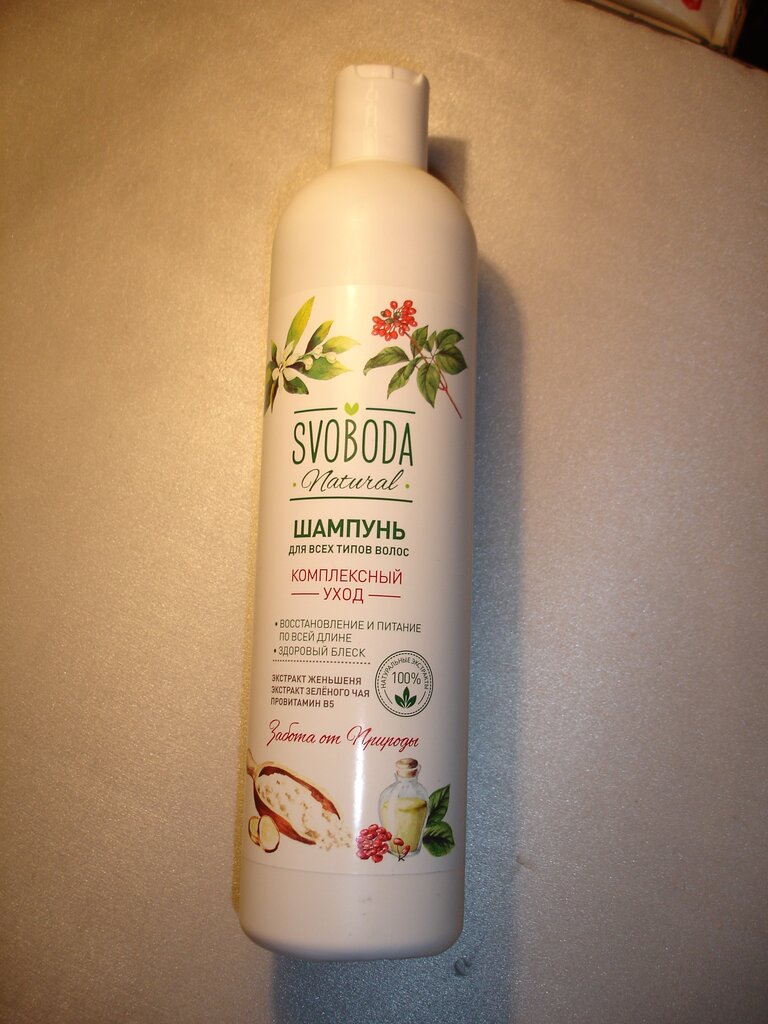 SVOBODA
Natural
ШАМПУНЬ
ДЛЯ ВСЕХ ТИПОВ ВОЛОС
КОМПЛЕКСНЫЙ
УХОД
• ВОССТАНОВЛЕНИЕ И ПИТАНИЕ
ПО ВСЕЙ ДЛИНЕ
• ЗДОРОВЫЙ БЛЕСК
НАТУРАЛЬНЫЕ ЭКСТРАКТЫ
100%
ЭКСТРАКТ ЖЕНЬШЕНЯ
ЭКСТРАКТ ЗЕЛЁНОГО ЧАЯ
ПРОВИТАМИН B5
Забота от Природы